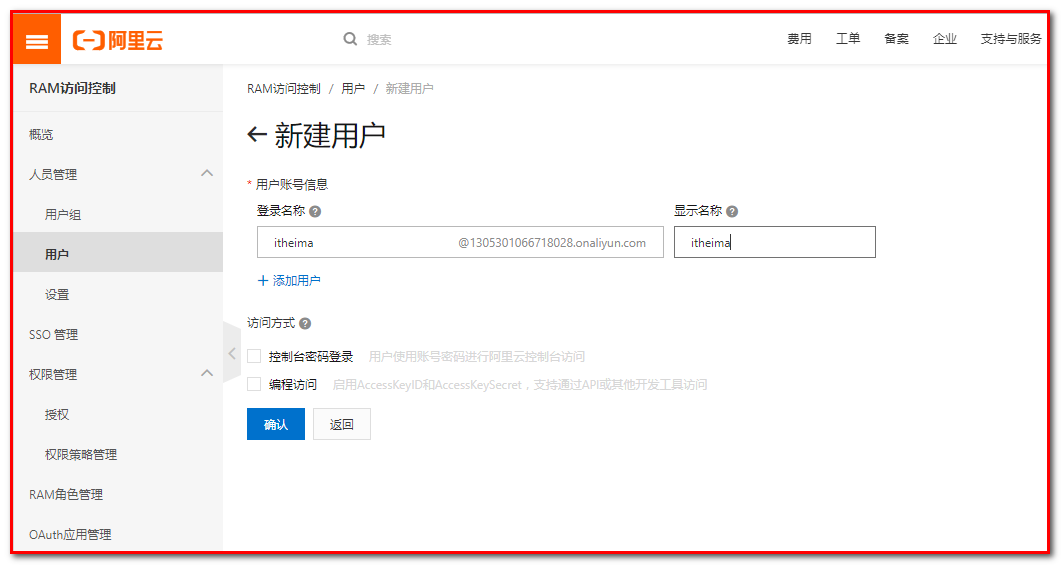 阿里云
搜索
费用 工单 备案 企业 支持与服务
RAM访问控制
概览
人员管理
用户组
用户
设置
SSO 管理
权限管理
授权
权限策略管理
RAM角色管理
OAuth应用管理
RAM访问控制 / 用户 / 新建用户
← 新建用户
* 用户账号信息
登录名称 ? 显示名称 ?
itheima @1305301066718028.onaliyun.com itheima
+ 添加用户
访问方式 ?
控制台密码登录 用户使用账号密码进行阿里云控制台访问
编程访问 启用AccessKeyID和AccessKeySecret，支持通过API或其他开发工具访问
确认 返回